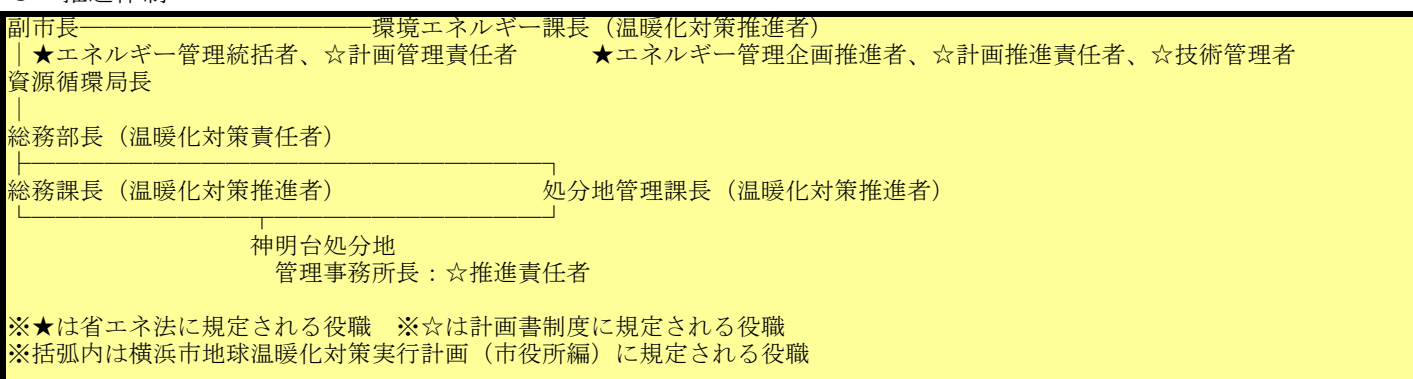 副市長――――――――――――環境エネルギー課長（温暖化対策推進者）
｜★エネルギー管理統括者、☆計画管理責任者　　　★エネルギー管理企画推進者、☆計画推進責任者、☆技術管理者
資源循環局長
｜
総務部長（温暖化対策責任者）
├―――――――――――――――――――――┐
総務課長（温暖化対策推進者）　　　　　　　　　処分地管理課長（温暖化対策推進者）
└―――――――――┬―――――――――――┘
神明台処分地
管理事務所長：☆推進責任者
※★は省エネ法に規定される役職　※☆は計画書制度に規定される役職
※括弧内は横浜市地球温暖化対策実行計画（市役所編）に規定される役職